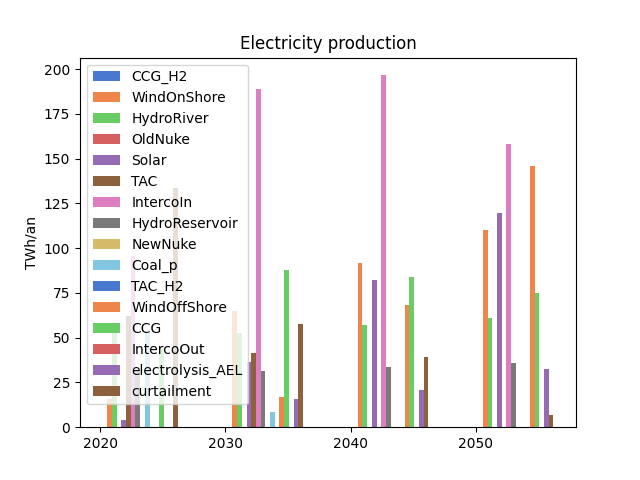 Electricity production
TWh/an
200
175
150
125
100
75
50
25
0
CCG_H2
WindOnShore
HydroRiver
OldNuke
Solar
TAC
IntercoIn
HydroReservoir
NewNuke
Coal_p
TAC_H2
WindOffShore
CCG
IntercoOut
electrolysis_AEL
curtailment
2020
2030
2040
2050